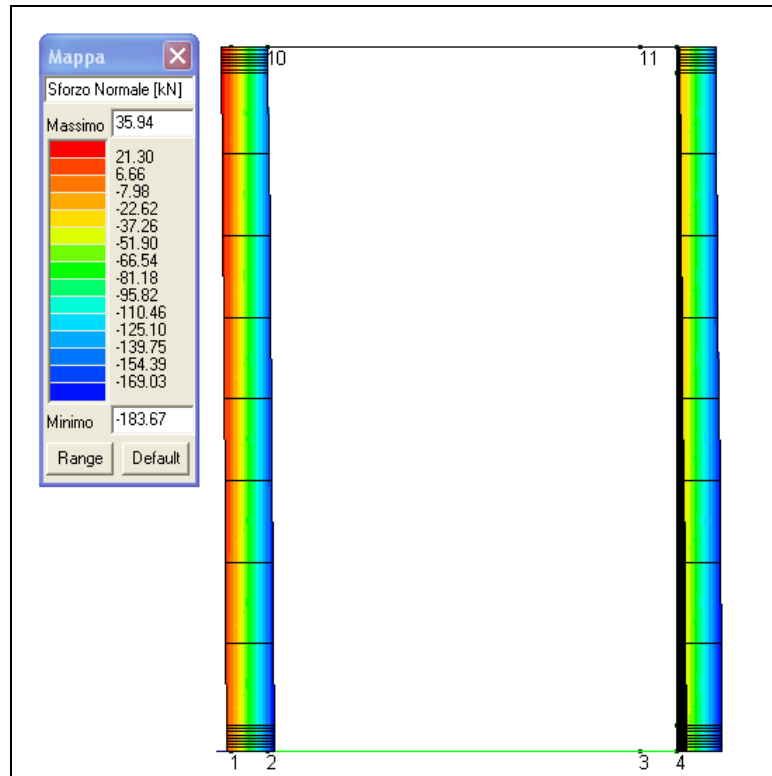 Mappa
Sforzo Normale [kN]
Massimo 35.94
21.30
6.66
-7.98
-22.62
-37.26
-51.90
-66.54
-81.18
-95.82
-110.46
-125.10
-139.75
-154.39
-169.03
Minimo -183.67
Range Default
10 11
1 2 3 4